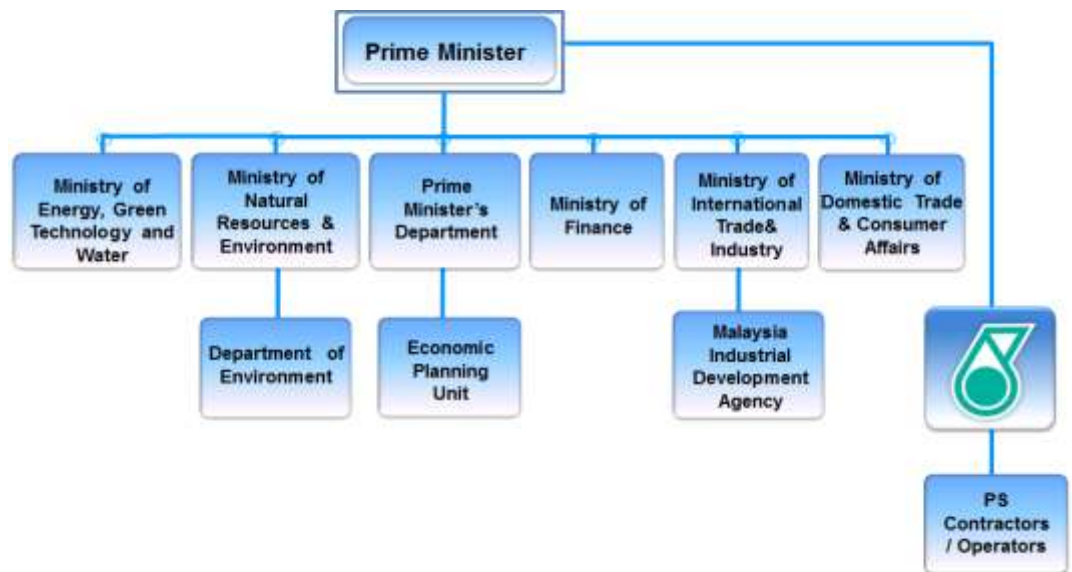 Prime Minister
Ministry of
Energy, Green
Technology and
Water
Ministry of
Natural
Resources &
Environment
Prime
Minister's
Department
Ministry of
Finance
Ministry of
International
Trade&
Industry
Ministry of
Domestic Trade
& Consumer
Affairs
Department of
Environment
Economic
Planning
Unit
Malaysia
Industrial
Development
Agency
PS
Contractors
/ Operators